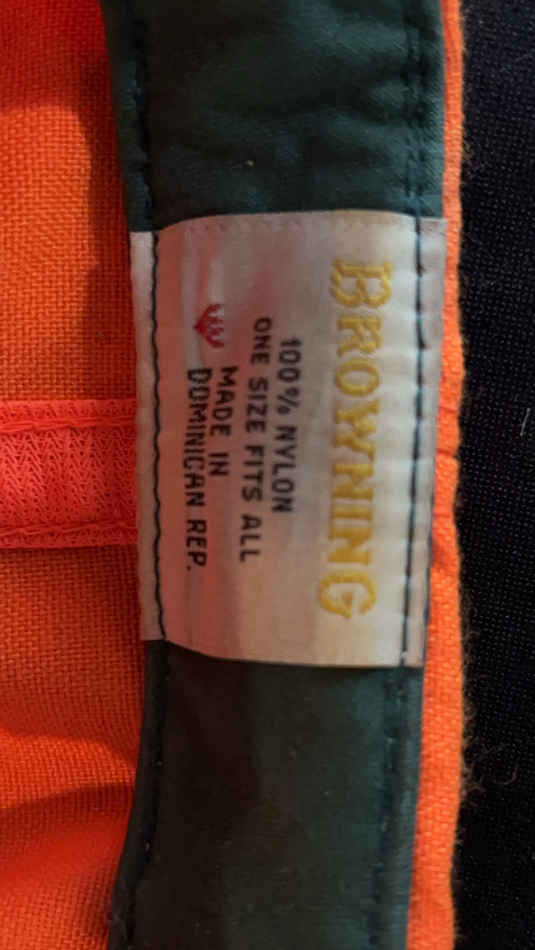 BROWNING
100% NYLON
ONE SIZE FITS ALL
MADE IN
DOMINICAN REP.